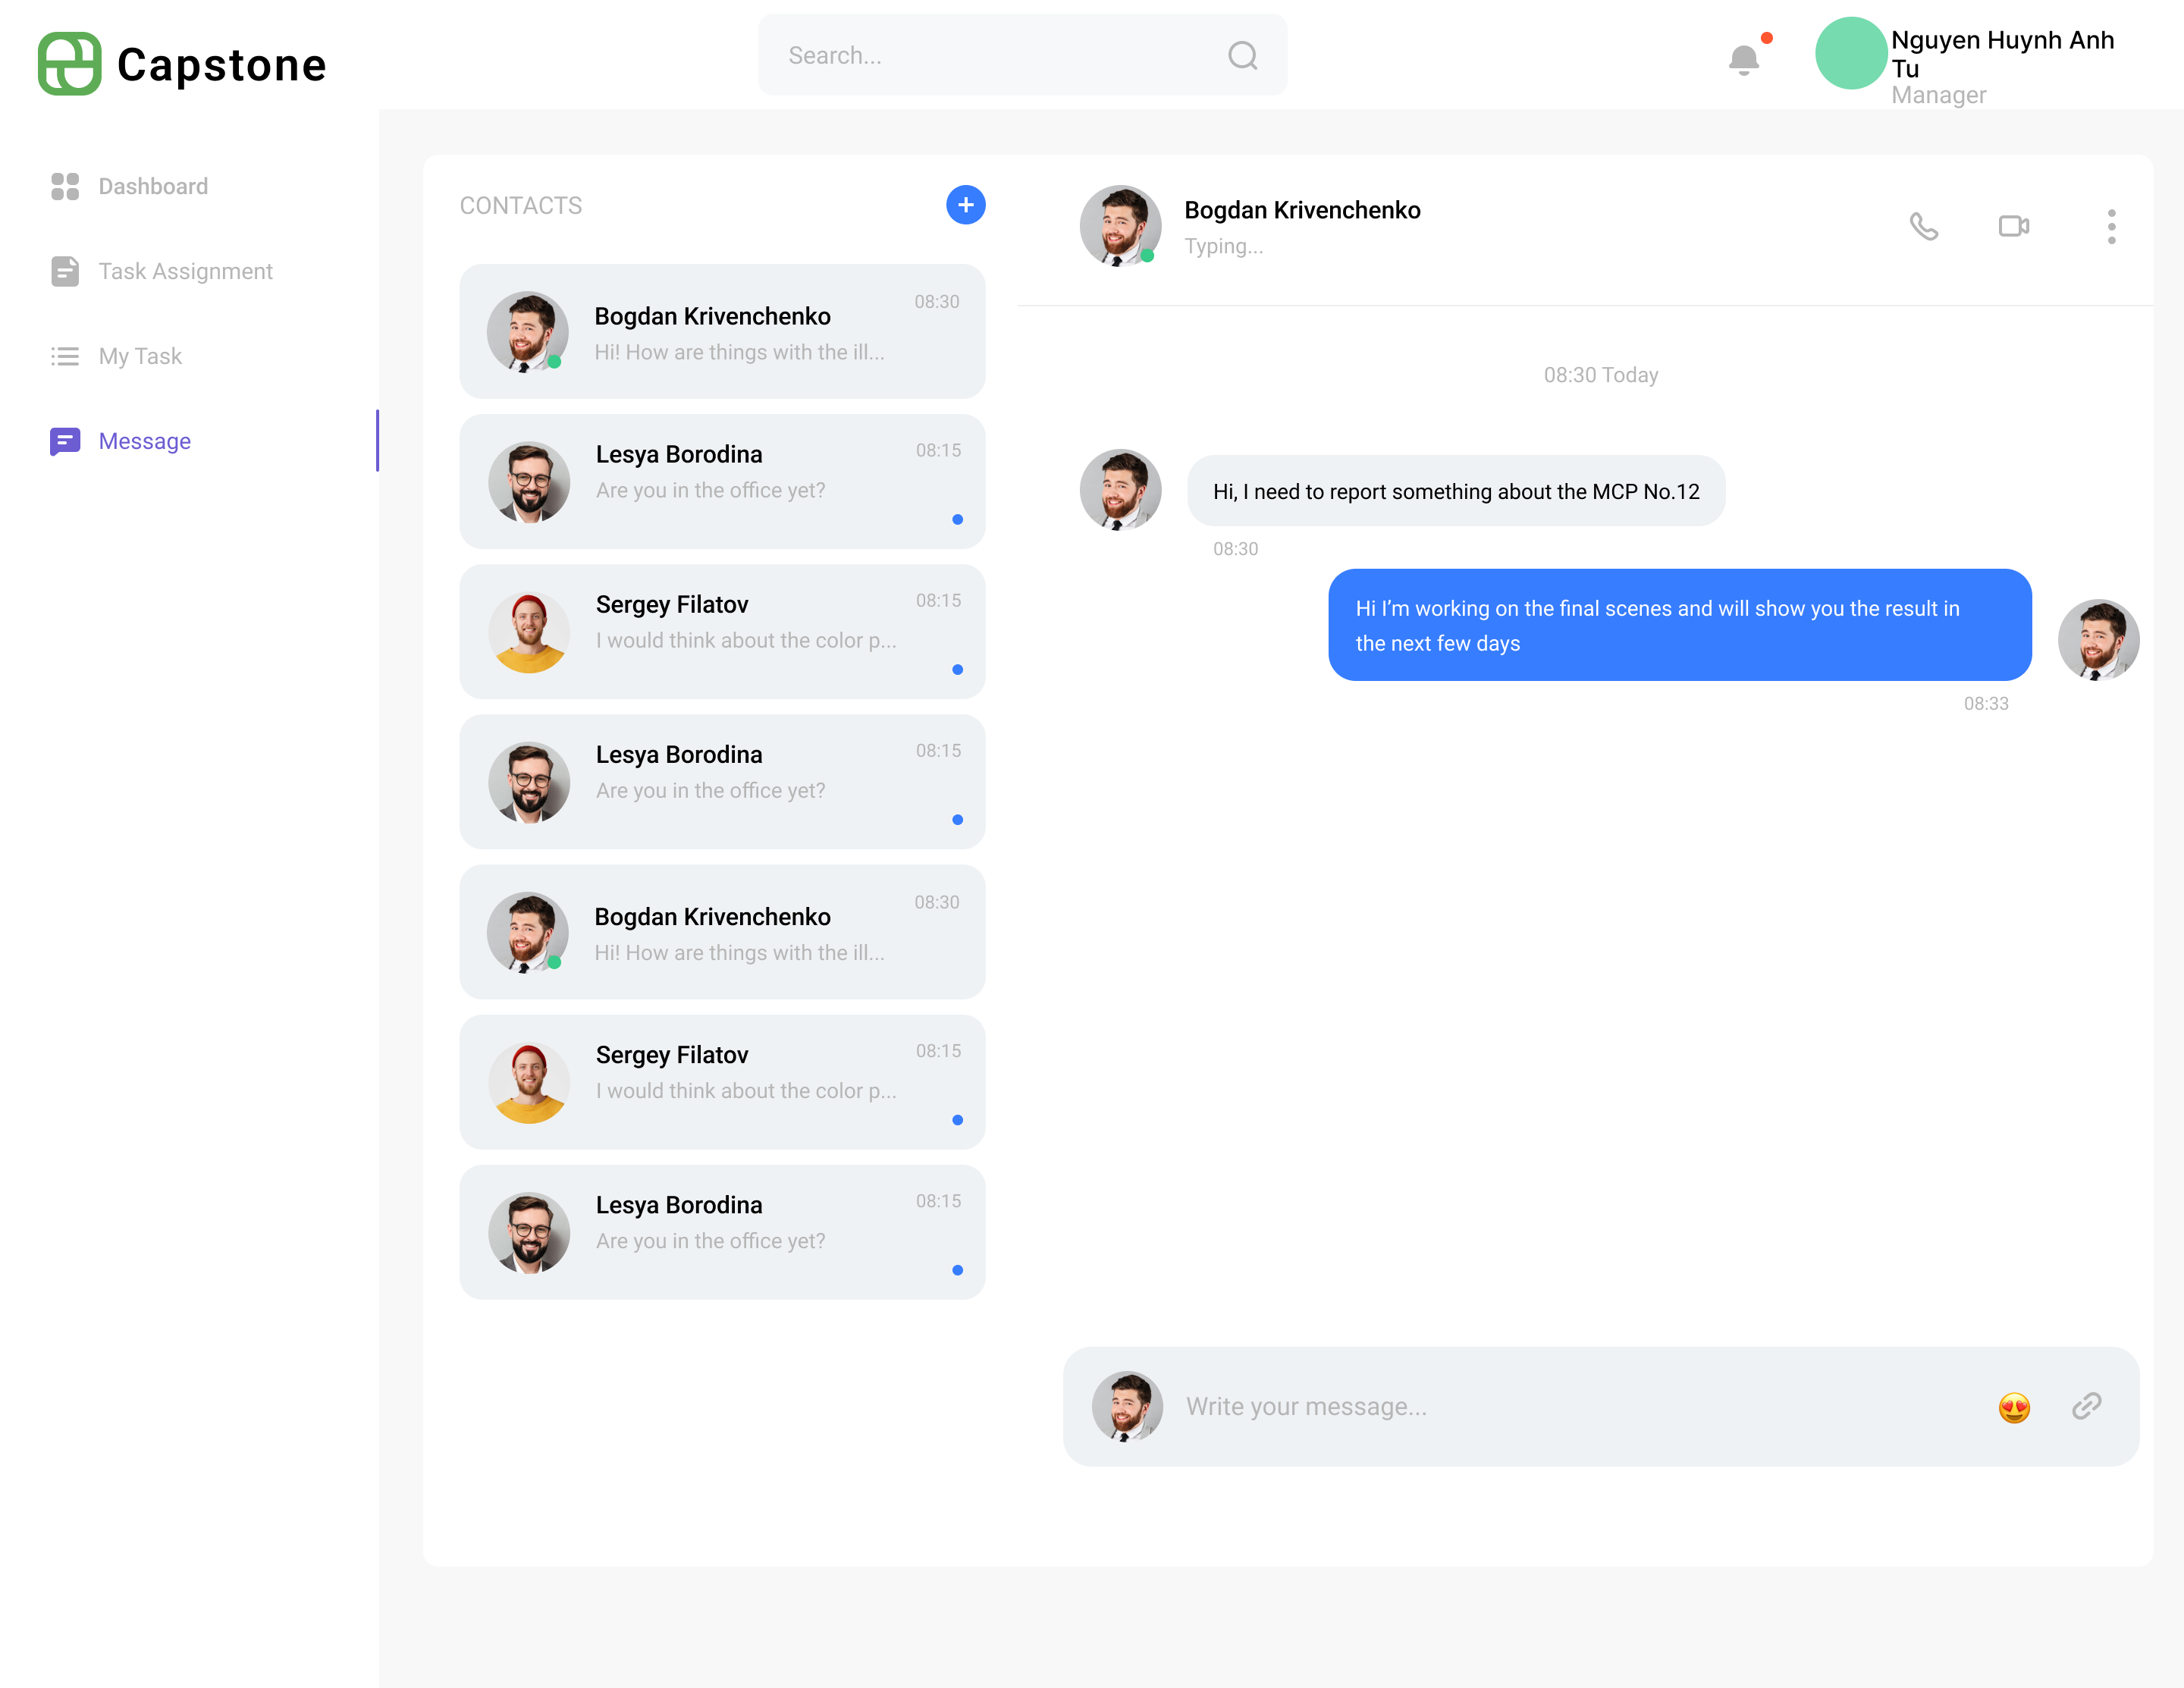 Capstone
Search...
Nguyen Huynh Anh
Tu
Manager
Dashboard
Task Assignment
My Task
Message
CONTACTS
Bogdan Krivenchenko
08:30
Hi! How are things with the ill...
Lesya Borodina
08:15
Are you in the office yet?
Sergey Filatov
08:15
I would think about the color p...
Lesya Borodina
08:15
Are you in the office yet?
Bogdan Krivenchenko
08:30
Hi! How are things with the ill...
Sergey Filatov
08:15
I would think about the color p...
Lesya Borodina
08:15
Are you in the office yet?
Bogdan Krivenchenko
Typing...
08:30 Today
Hi, I need to report something about the MCP No.12
08:30
Hi I’m working on the final scenes and will show you the result in
the next few days
08:33
Write your message...